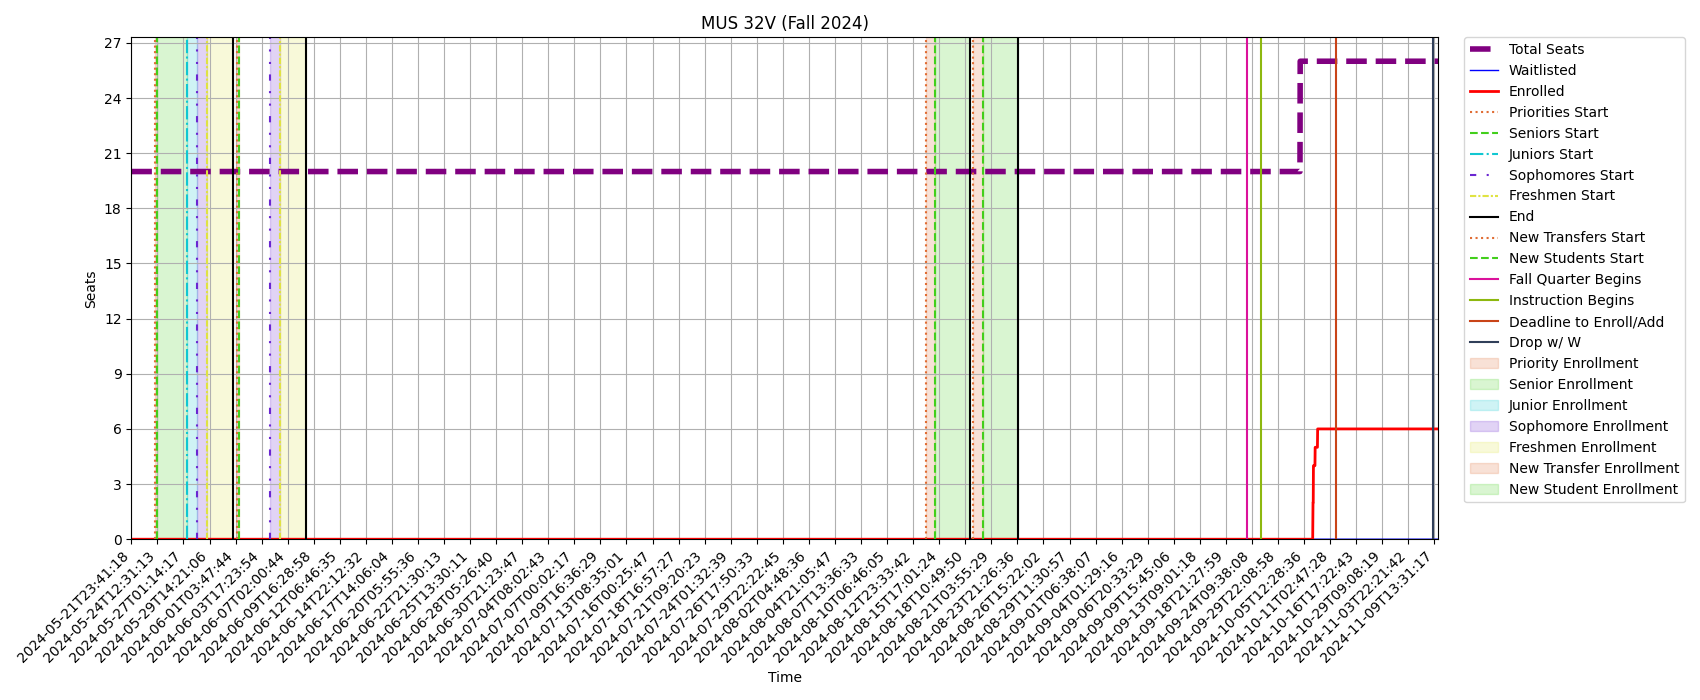 MUS 32V (Fall 2024)
27
24
21
18
15
12
9
6
3
0
Seats
2024-05-21T23:41:18
2024-05-24T12:31:13
2024-05-27T01:14:17
2024-05-29T14:21:06
2024-06-01T03:47:44
2024-06-03T17:23:54
2024-06-07T02:00:44
2024-06-09T16:28:58
2024-06-12T06:46:35
2024-06-14T22:12:32
2024-06-17T14:06:04
2024-06-20T05:55:36
2024-06-22T21:30:13
2024-06-25T13:30:11
2024-06-28T05:26:40
2024-06-30T21:23:47
2024-07-04T08:02:43
2024-07-07T00:02:17
2024-07-09T16:36:29
2024-07-13T08:35:01
2024-07-16T00:25:47
2024-07-18T16:57:27
2024-07-21T09:20:23
2024-07-24T01:32:39
2024-07-26T17:50:33
2024-07-29T22:22:45
2024-08-02T04:48:36
2024-08-04T21:05:47
2024-08-07T13:36:33
2024-08-10T06:46:05
2024-08-12T23:33:42
2024-08-15T17:01:24
2024-08-18T10:49:50
2024-08-21T03:55:29
2024-08-23T21:26:36
2024-08-26T15:22:02
2024-08-29T11:30:57
2024-09-01T06:38:07
2024-09-04T01:29:16
2024-09-06T20:33:29
2024-09-09T15:45:06
2024-09-13T09:01:18
2024-09-18T21:27:59
2024-09-24T09:38:08
2024-09-29T22:08:58
2024-10-05T12:28:36
2024-10-11T02:47:28
2024-10-16T17:22:43
2024-10-29T09:08:19
2024-11-03T22:21:42
2024-11-09T13:31:17
Time
Total Seats
Waitlisted
Enrolled
Priorities Start
Seniors Start
Juniors Start
Sophomores Start
Freshmen Start
End
New Transfers Start
New Students Start
Fall Quarter Begins
Instruction Begins
Deadline to Enroll/Add
Drop w/ W
Priority Enrollment
Senior Enrollment
Junior Enrollment
Sophomore Enrollment
Freshmen Enrollment
New Transfer Enrollment
New Student Enrollment